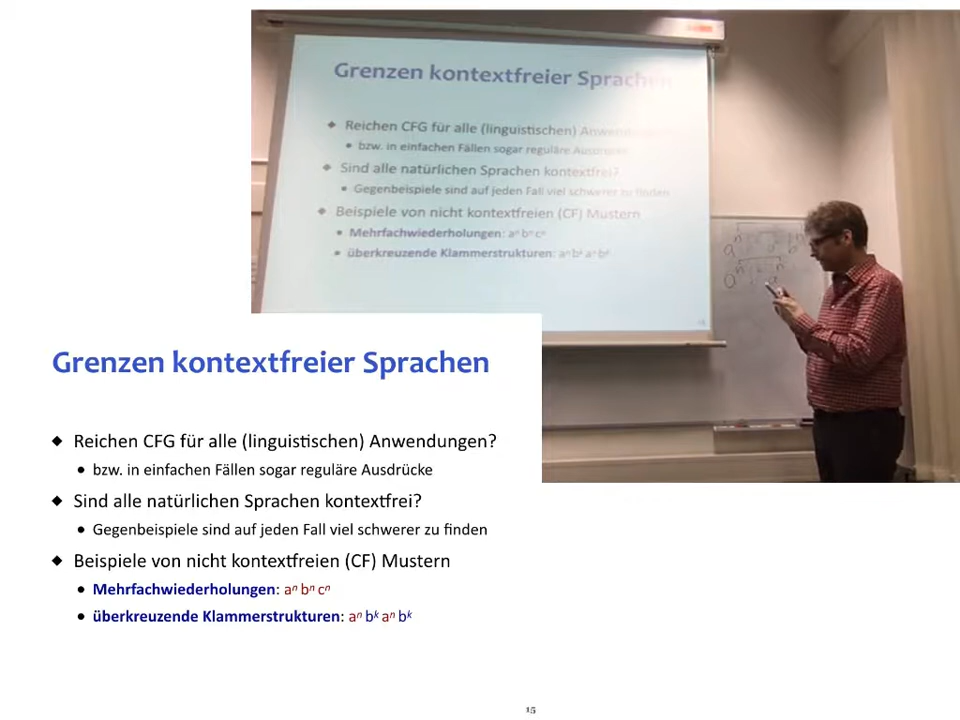 Grenzen kontextfreier Sprachen
Reichen CFG für alle (linguistischen)
bzw. in einfachen Fällen sogar reguläre Ausdrücke
Sind alle natürlichen Sprachen kontextfrei?
Gegenbeispiele sind auf jeden Fall viel schwerer zu finden
Beispiele von nicht kontextfreien (CF) Mustern
Mehrfachwiederholungen: aⁿ bⁿ cⁿ
überkreuzende Klammerstrukturen: aⁿ bᵏ aⁿ bᵏ
Grenzen kontextfreier Sprachen
◆ Reichen CFG für alle (linguistischen) Anwendungen?
• bzw. in einfachen Fällen sogar reguläre Ausdrücke
◆ Sind alle natürlichen Sprachen kontextfrei?
• Gegenbeispiele sind auf jeden Fall viel schwerer zu finden
◆ Beispiele von nicht kontextfreien (CF) Mustern
• Mehrfachwiederholungen: aⁿ bⁿ cⁿ
• überkreuzende Klammerstrukturen: aⁿ bᵏ aⁿ bᵏ
15